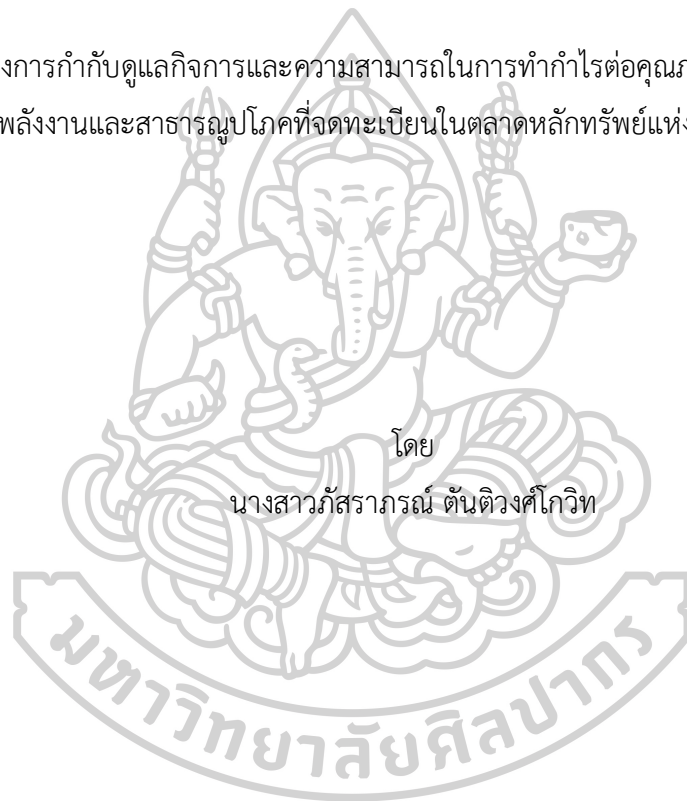 งการกำกับดูแลกิจการและความสามารถในการทำกำไรต่อคุณภ
พลังงานและสาธารณูปโภคที่จดทะเบียนในตลาดหลักทรัพย์แห่ง
โดย
นางสาวภัสราภรณ์ ตันติวงศ์โกวิท
มหาวิทยาลัยศิลปากร